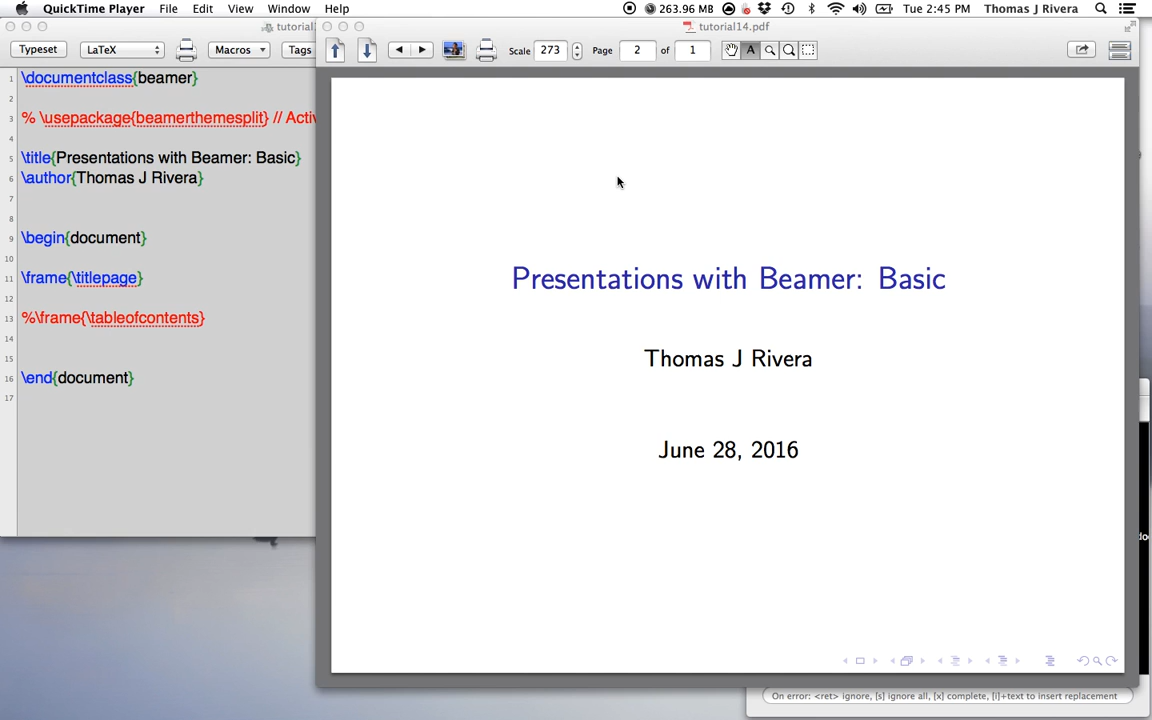 QuickTime Player File Edit View Window Help 263.96 MB Tue 2:45 PM Thomas J Rivera
tutorial
tutorial14.pdf
Typeset LaTeX Macros Tags
Scale 273 Page 2 of 1 A
1 \documentclass{beamer}
2
3 % \usepackage{beamerthemesplit} // Activ
4
5 \title{Presentations with Beamer: Basic}
6 \author{Thomas J Rivera}
7
8
9 \begin{document}
10
11 \frame{\titlepage}
12
13 %\frame{\tableofcontents}
14
15
16 \end{document}
17
Presentations with Beamer: Basic
Thomas J Rivera
June 28, 2016
On error: <ret> ignore, [s] ignore all, [x] complete, [i]+text to insert replacement